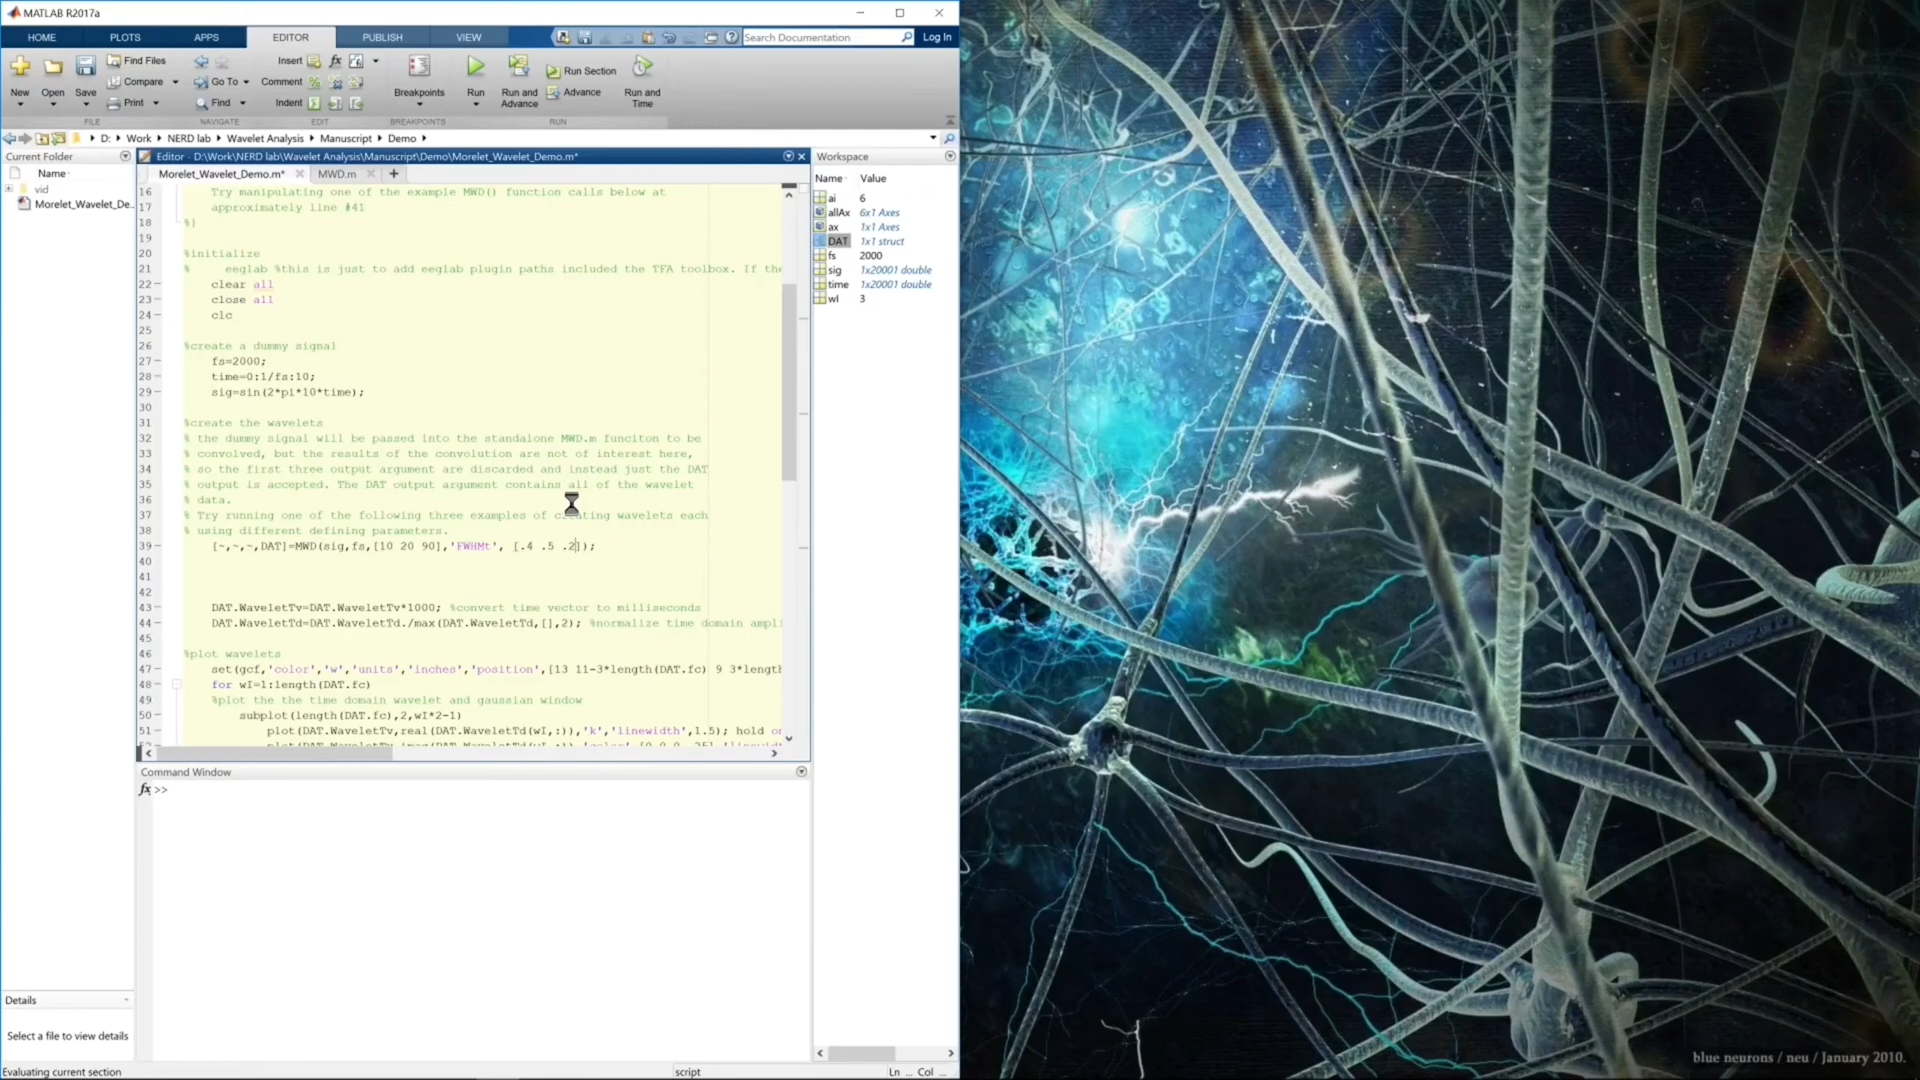 MATLAB R2017a
HOME PLOTS APPS EDITOR PUBLISH VIEW Search Documentation Log In
New Open Save Find Files Compare Print Go To Find Insert fx Comment Indent Breakpoints Run Run and Advance Run Section Advance Run and Time
FILE NAVIGATE EDIT BREAKPOINTS RUN
D: Work NERD lab Wavelet Analysis Manuscript Demo
Current Folder
Name
vid
Morelet_Wavelet_De...
Editor - D:\Work\NERD lab\Wavelet Analysis\Manuscript\Demo\Morelet_Wavelet_Demo.m*
Morelet_Wavelet_Demo.m* MWD.m
16 Try manipulating one of the example MWD() function calls below at
17 approximately line #41
18 %}
19
20 %initialize
21 % eeglab %this is just to add eeglab plugin paths included the TFA toolbox. If the
22 clear all
23 close all
24 clc
25
26 %create a dummy signal
27 fs=2000;
28 time=0:1/fs:10;
29 sig=sin(2*pi*10*time);
30
31 %create the wavelets
32 % the dummy signal will be passed into the standalone MWD.m funciton to be
33 % convolved, but the results of the convolution are not of interest here,
34 % so the first three output argument are discarded and instead just the DAT
35 % output is accepted. The DAT output argument contains all of the wavelet
36 % data.
37 % Try running one of the following three examples of creating wavelets each
38 % using different defining parameters.
39 [~,~,~,DAT]=MWD(sig,fs,[10 20 90],'FWHMt', [.4 .5 .2]);
40
41
42
43 DAT.WaveletTv=DAT.WaveletTv*1000; %convert time vector to milliseconds
44 DAT.WaveletTd=DAT.WaveletTd./max(DAT.WaveletTd,[],2); %normalize time domain ampli
45
46 %plot wavelets
47 set(gcf,'color','w','units','inches','position',[13 11-3*length(DAT.fc) 9 3*length
48 for wI=1:length(DAT.fc)
49 %plot the the time domain wavelet and gaussian window
50 subplot(length(DAT.fc),2,wI*2-1)
51 plot(DAT.WaveletTv,real(DAT.WaveletTd(wI,:)),'k','linewidth',1.5); hold on
Command Window
fx >>
Workspace
Name Value
ai 6
allAx 6x1 Axes
ax 1x1 Axes
DAT 1x1 struct
fs 2000
sig 1x20001 double
time 1x20001 double
wI 3
Details
Select a file to view details
Evaluating current section script Ln ... Col ...
blue neurons / neu / January 2010.